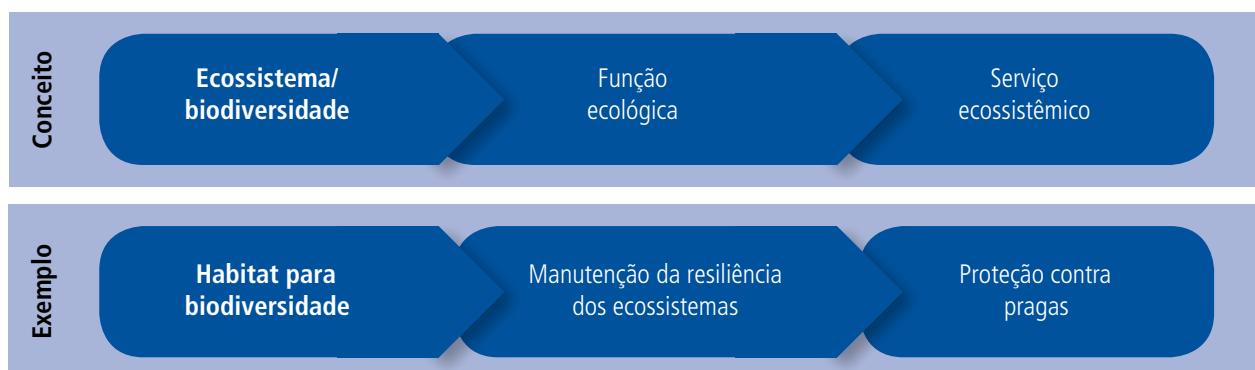 Conceito
Ecossistema/
biodiversidade
Função
ecológica
Serviço
ecossistêmico
Exemplo
Habitat para
biodiversidade
Manutenção da resiliência
dos ecossistemas
Proteção contra
pragas